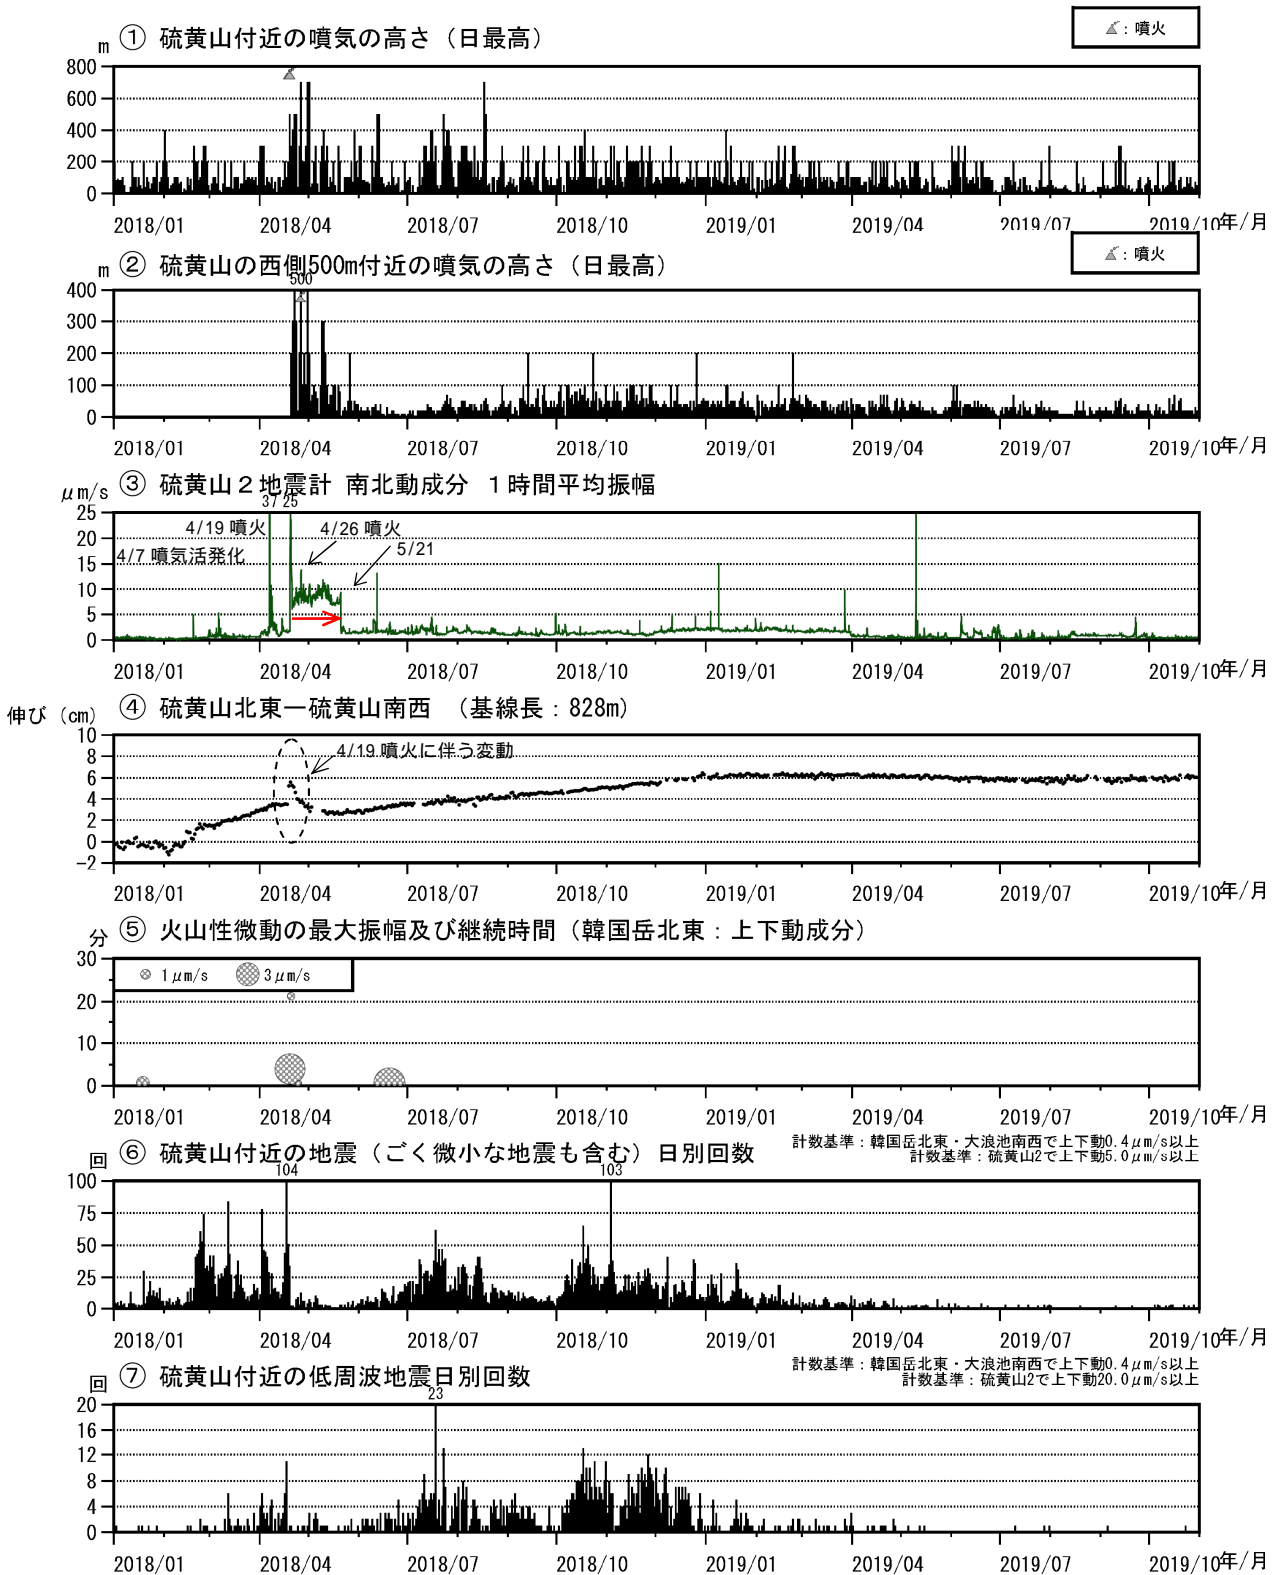 ：噴火
m ① 硫黄山付近の噴気の高さ（日最高）
800
600
400
200
0
2018/01 2018/04 2018/07 2018/10 2019/01 2019/04 2019/07 2019/10 年/月
：噴火
m ② 硫黄山の西側500m付近の噴気の高さ（日最高）
500
400
300
200
100
0
2018/01 2018/04 2018/07 2018/10 2019/01 2019/04 2019/07 2019/10 年/月
μm/s ③ 硫黄山２地震計 南北動成分 １時間平均振幅
37 25
25
20
15
10
5
0
4/19 噴火
4/26 噴火
5/21
4/7 噴気活発化
2018/01 2018/04 2018/07 2018/10 2019/01 2019/04 2019/07 2019/10 年/月
伸び（cm） ④ 硫黄山北東ー硫黄山南西 （基線長：828m）
10
8
6
4
2
0
-2
4/19 噴火に伴う変動
2018/01 2018/04 2018/07 2018/10 2019/01 2019/04 2019/07 2019/10 年/月
分 ⑤ 火山性微動の最大振幅及び継続時間（韓国岳北東：上下動成分）
30
20
10
0
1μm/s 3μm/s
2018/01 2018/04 2018/07 2018/10 2019/01 2019/04 2019/07 2019/10 年/月
計数基準：韓国岳北東・大浪池南西で上下動0.4μm/s以上
計数基準：硫黄山2で上下動5.0μm/s以上
回 ⑥ 硫黄山付近の地震（ごく微小な地震も含む）日別回数
104 103
100
75
50
25
0
2018/01 2018/04 2018/07 2018/10 2019/01 2019/04 2019/07 2019/10 年/月
計数基準：韓国岳北東・大浪池南西で上下動0.4μm/s以上
計数基準：硫黄山2で上下動20.0μm/s以上
回 ⑦ 硫黄山付近の低周波地震日別回数
23
20
16
12
8
4
0
2018/01 2018/04 2018/07 2018/10 2019/01 2019/04 2019/07 2019/10 年/月